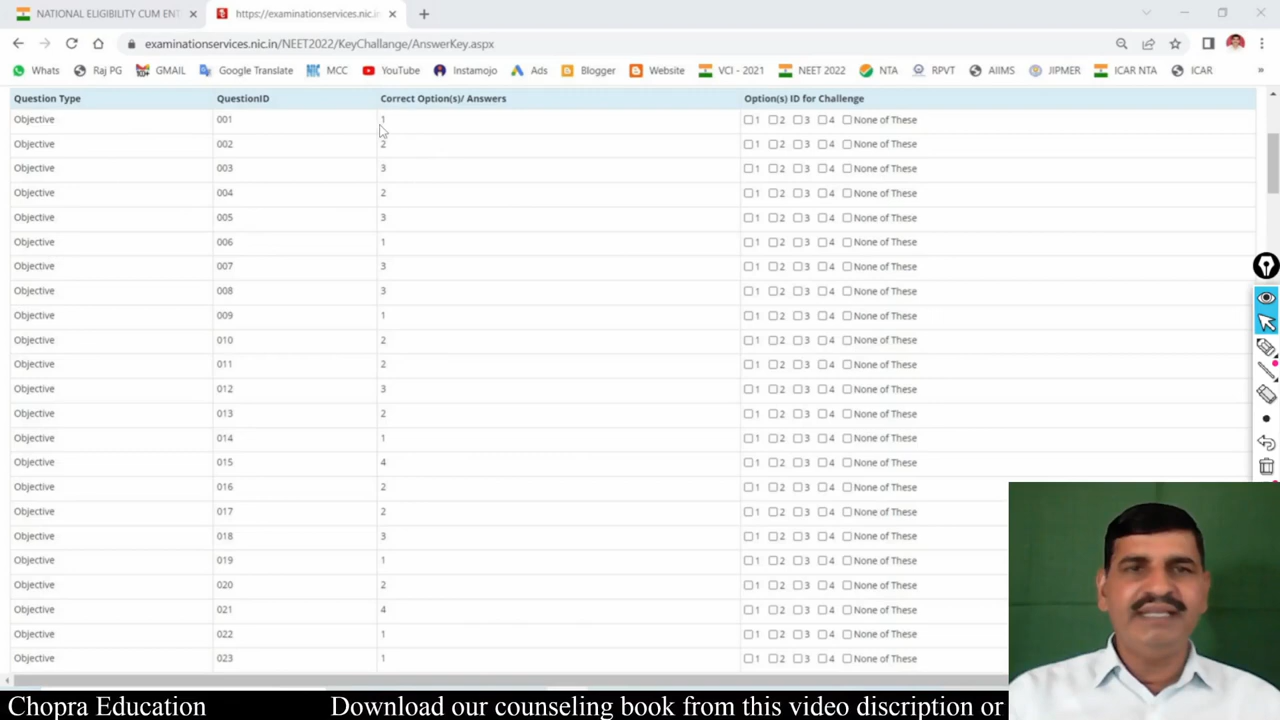 NATIONAL ELIGIBILITY CUM ENT
https://examinationservices.nic.in
examinationservices.nic.in/NEET2022/KeyChallange/AnswerKey.aspx
Whats Raj PG GMAIL Google Translate MCC YouTube Instamojo Ads Blogger Website VCI - 2021 NEET 2022 NTA RPVT AIIMS JIPMER ICAR NTA ICAR »
Question Type QuestionID Correct Option(s)/ Answers Option(s) ID for Challenge
Objective 001 1 1 2 3 4 None of These
Objective 002 2 1 2 3 4 None of These
Objective 003 3 1 2 3 4 None of These
Objective 004 2 1 2 3 4 None of These
Objective 005 3 1 2 3 4 None of These
Objective 006 1 1 2 3 4 None of These
Objective 007 3 1 2 3 4 None of These
Objective 008 3 1 2 3 4 None of These
Objective 009 1 1 2 3 4 None of These
Objective 010 2 1 2 3 4 None of These
Objective 011 2 1 2 3 4 None of These
Objective 012 3 1 2 3 4 None of These
Objective 013 2 1 2 3 4 None of These
Objective 014 1 1 2 3 4 None of These
Objective 015 4 1 2 3 4 None of These
Objective 016 2 1 2 3 4 None of These
Objective 017 2 1 2 3 4 None of These
Objective 018 3 1 2 3 4 None of These
Objective 019 1 1 2 3 4 None of These
Objective 020 2 1 2 3 4 None of These
Objective 021 4 1 2 3 4 None of These
Objective 022 1 1 2 3 4 None of These
Objective 023 1 1 2 3 4 None of These
Chopra Education Download our counseling book from this video discription or